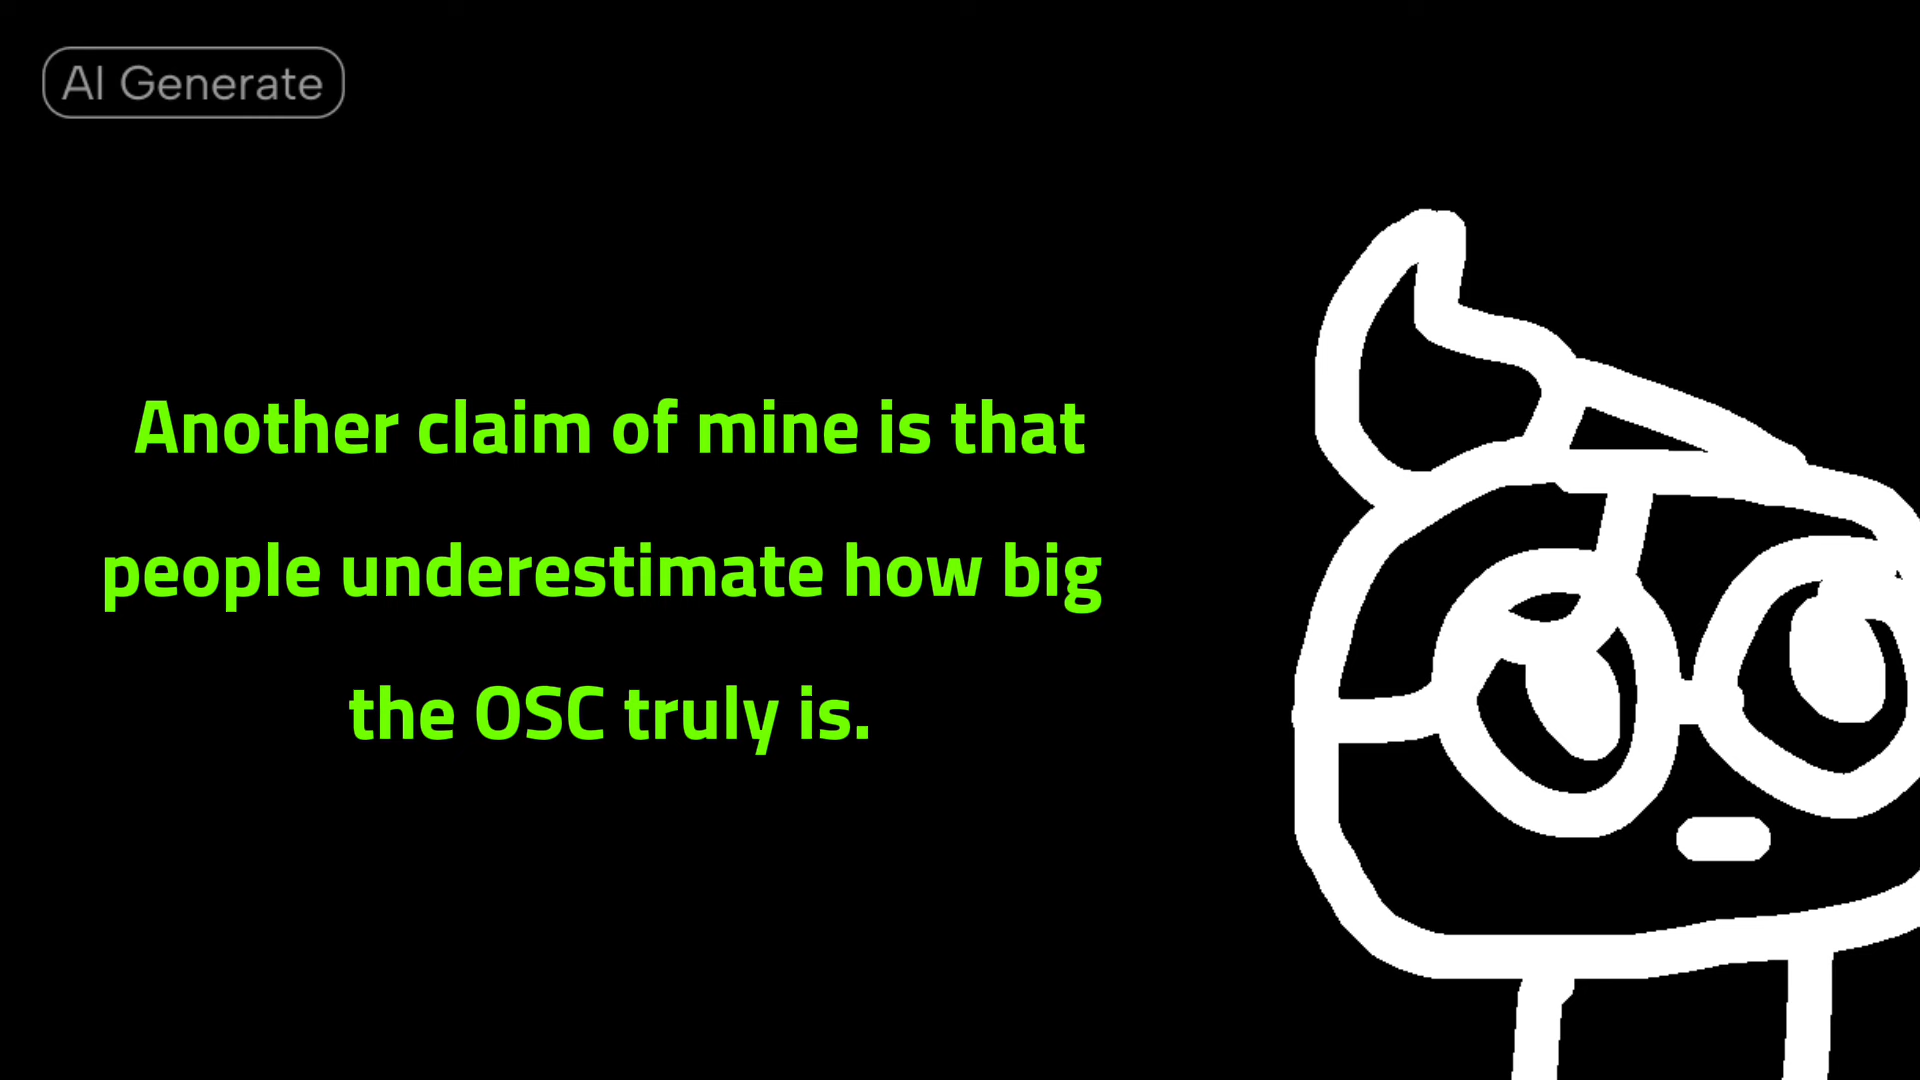 AI Generate
Another claim of mine is that
people underestimate how big
the OSC truly is.